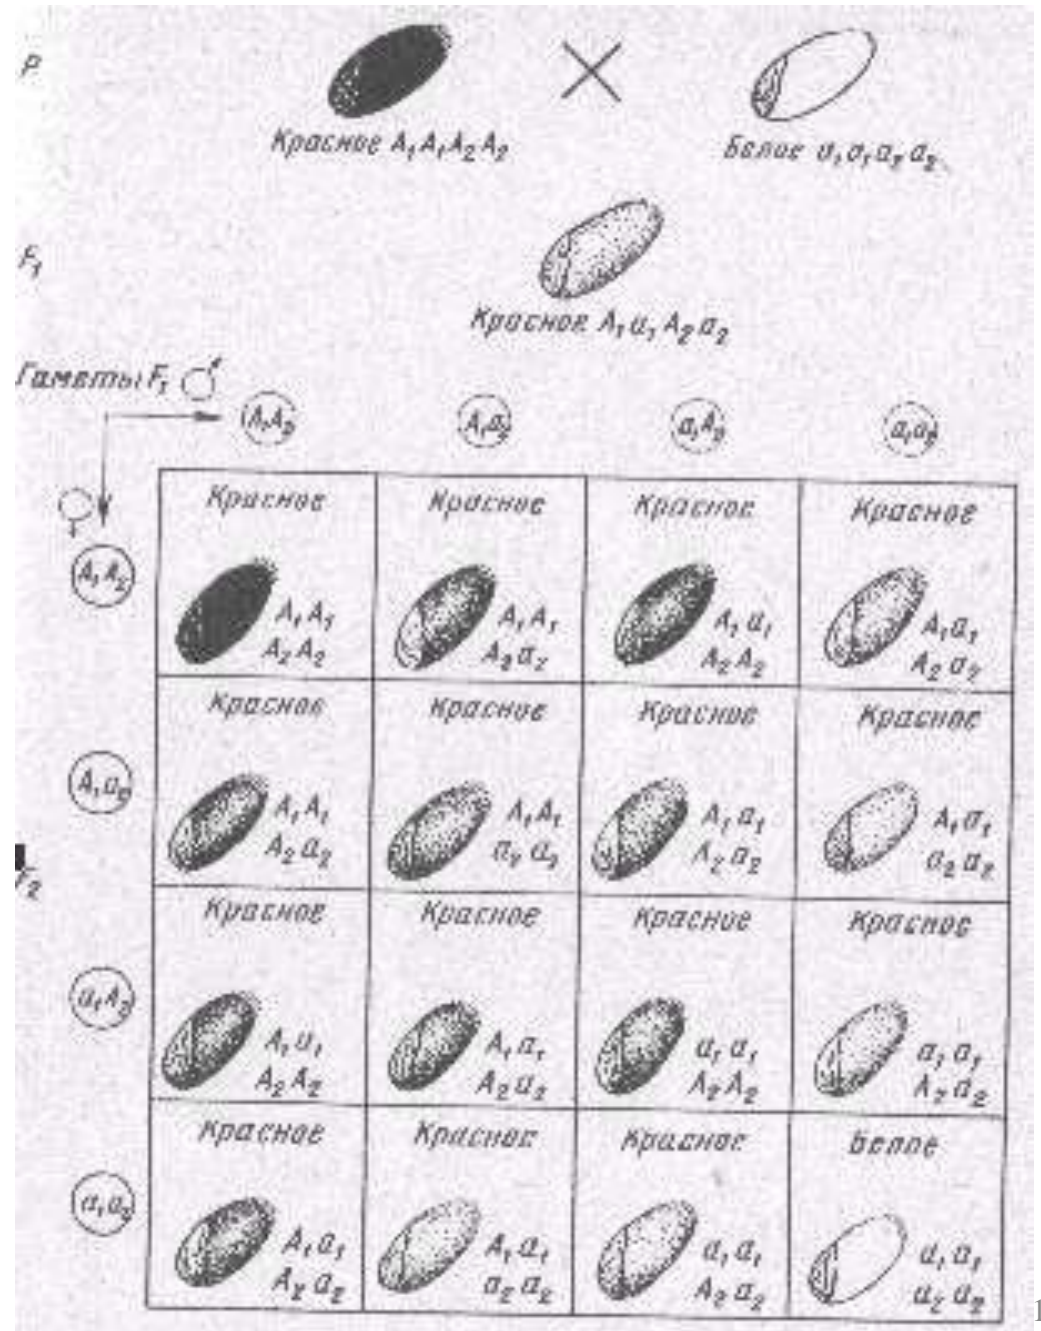 P
Красное A₁A₁A₂A₂
Белое a₁a₁a₂a₂
F₁
Красное A₁a₁A₂a₂
Гаметы F₁ ♂
A₁A₂ A₁a₂ a₁A₂ a₁a₂
♀
Красное Красное Красное Красное
A₁A₂
A₁A₁ A₁A₁ A₁a₁ A₁a₁
A₂A₂ A₂a₂ A₂A₂ A₂a₂
Красное Красное Красное Красное
A₁a₂
A₁A₁ A₁A₁ A₁a₁ A₁a₁
A₂a₂ a₂a₂ A₂a₂ a₂a₂
F₂
Красное Красное Красное Красное
a₁A₂
A₁a₁ A₁a₁ a₁a₁ a₁a₁
A₂A₂ A₂a₂ A₂A₂ A₂a₂
Красное Красное Красное Белое
a₁a₂
A₁a₁ A₁a₁ a₁a₁ a₁a₁
A₂a₂ a₂a₂ A₂a₂ a₂a₂
1